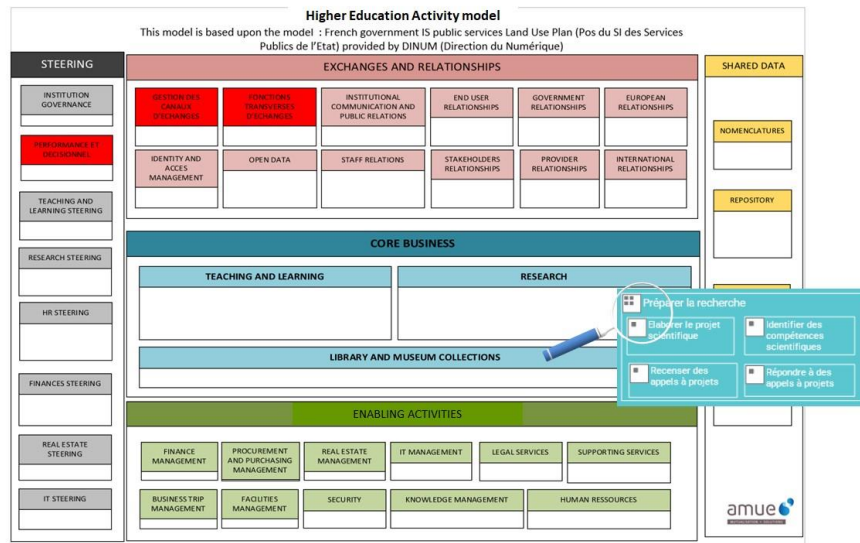 Higher Education Activity model
This model is based upon the model : French government IS public services Land Use Plan (Pos du SI des Services
Publics de l'Etat) provided by DINUM (Direction du Numérique)
STEERING
INSTITUTION
GOVERNANCE
PERFORMANCE ET
DECISIONNEL
TEACHING AND
LEARNING STEERING
RESEARCH STEERING
HR STEERING
FINANCES STEERING
REAL ESTATE
STEERING
IT STEERING
EXCHANGES AND RELATIONSHIPS
GESTION DES
CANAUX
D'ECHANGES
FONCTIONS
TRANSVERSES
D'ECHANGES
INSTITUTIONAL
COMMUNICATION AND
PUBLIC RELATIONS
END USER
RELATIONSHIPS
GOVERNMENT
RELATIONSHIPS
EUROPEAN
RELATIONSHIPS
IDENTITY AND
ACCES
MANAGEMENT
OPEN DATA
STAFF RELATIONS
STAKEHOLDERS
RELATIONSHIPS
PROVIDER
RELATIONSHIPS
INTERNATIONAL
RELATIONSHIPS
CORE BUSINESS
TEACHING AND LEARNING
RESEARCH
LIBRARY AND MUSEUM COLLECTIONS
Préparer la recherche
Elaborer le projet
scientifique
Identifier des
compétences
scientifiques
Recenser des
appels à projets
Répondre à des
appels à projets
ENABLING ACTIVITIES
FINANCE
MANAGEMENT
PROCUREMENT
AND PURCHASING
MANAGEMENT
REAL ESTATE
MANAGEMENT
IT MANAGEMENT
LEGAL SERVICES
SUPPORTING SERVICES
BUSINESS TRIP
MANAGEMENT
FACILITIES
MANAGEMENT
SECURITY
KNOWLEDGE MANAGEMENT
HUMAN RESSOURCES
SHARED DATA
NOMENCLATURES
REPOSITORY
amue
MUTUALISATION + SOLUTIONS